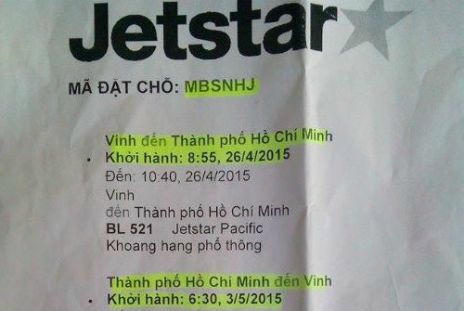 Jetstar
MÃ ĐẶT CHỖ: MBSNHJ
Vinh đến Thành phố Hồ Chí Minh
Khởi hành: 8:55, 26/4/2015
Đến: 10:40, 26/4/2015
Vinh
đến Thành phố Hồ Chí Minh
BL 521 Jetstar Pacific
Khoang hạng phổ thông
Thành phố Hồ Chí Minh đến Vinh
Khởi hành: 6:30, 3/5/2015